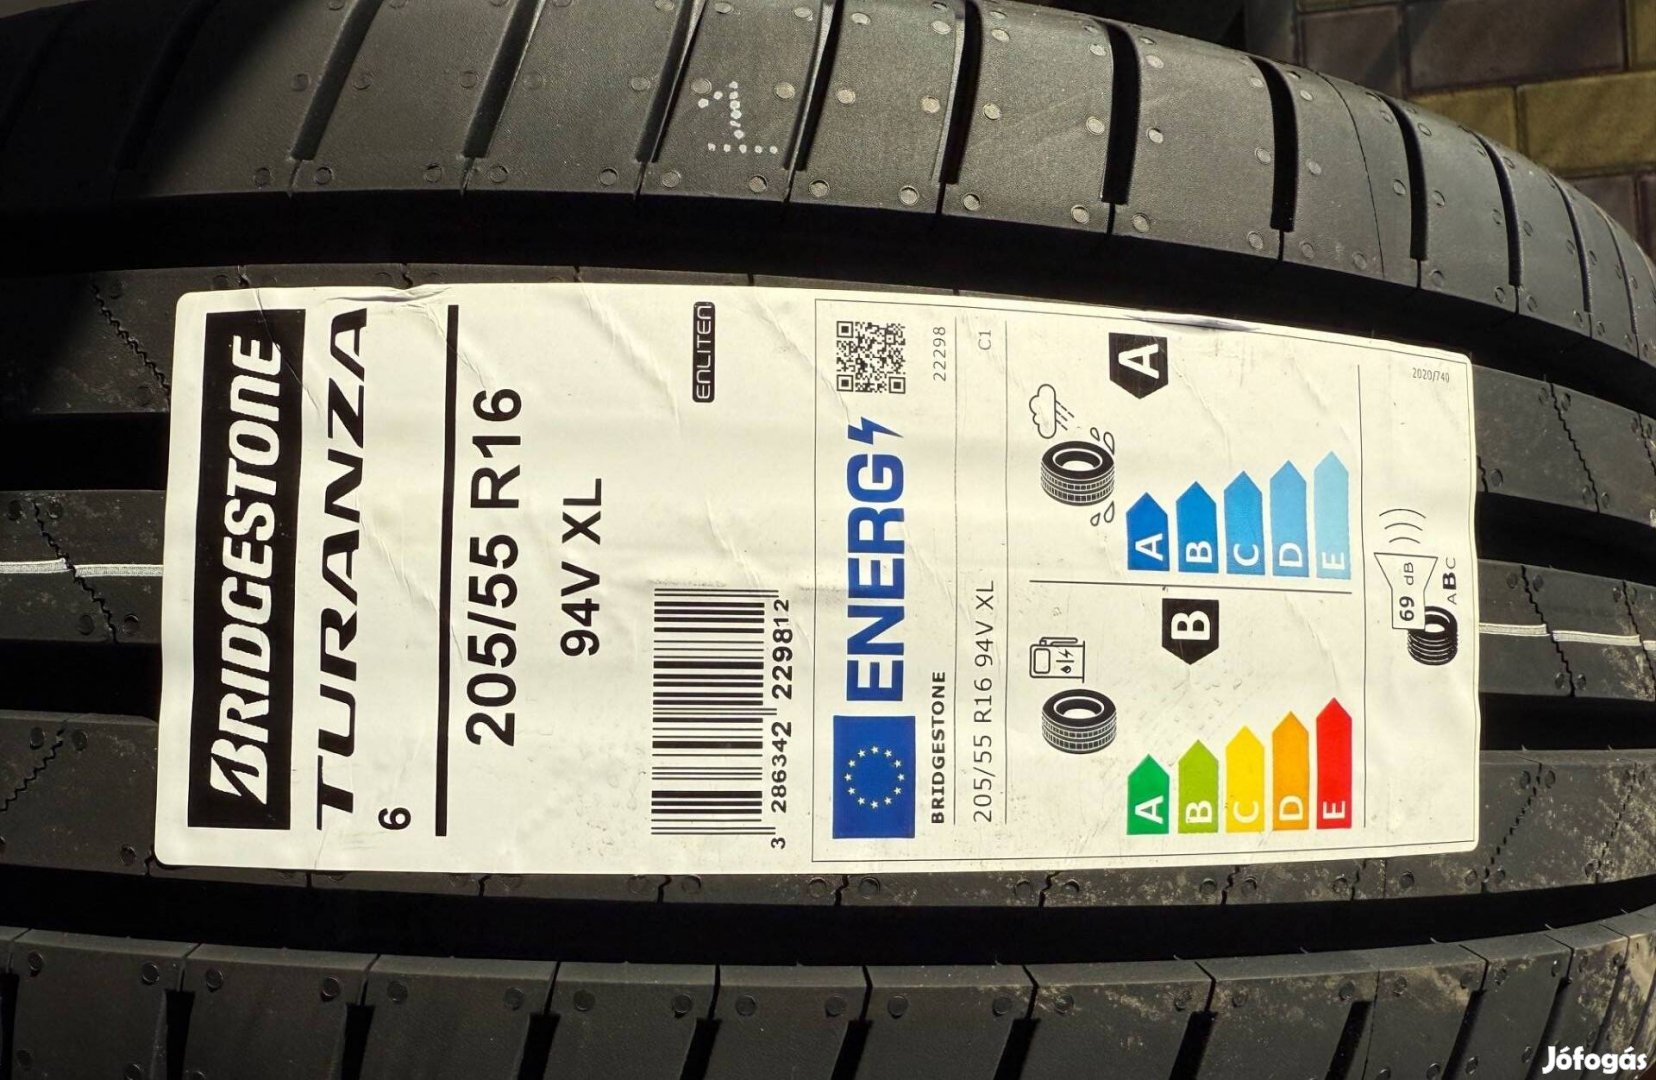 BRIDGESTONE
TURANZA
6
205/55 R16
94V XL
ENLITEN
3 286342 229812
ENERG
BRIDGESTONE
22298
205/55 R16 94V XL
C1
B
A
A
B
C
D
E
A
B
C
D
E
69 dB
ABC
2020/740
Jófogás